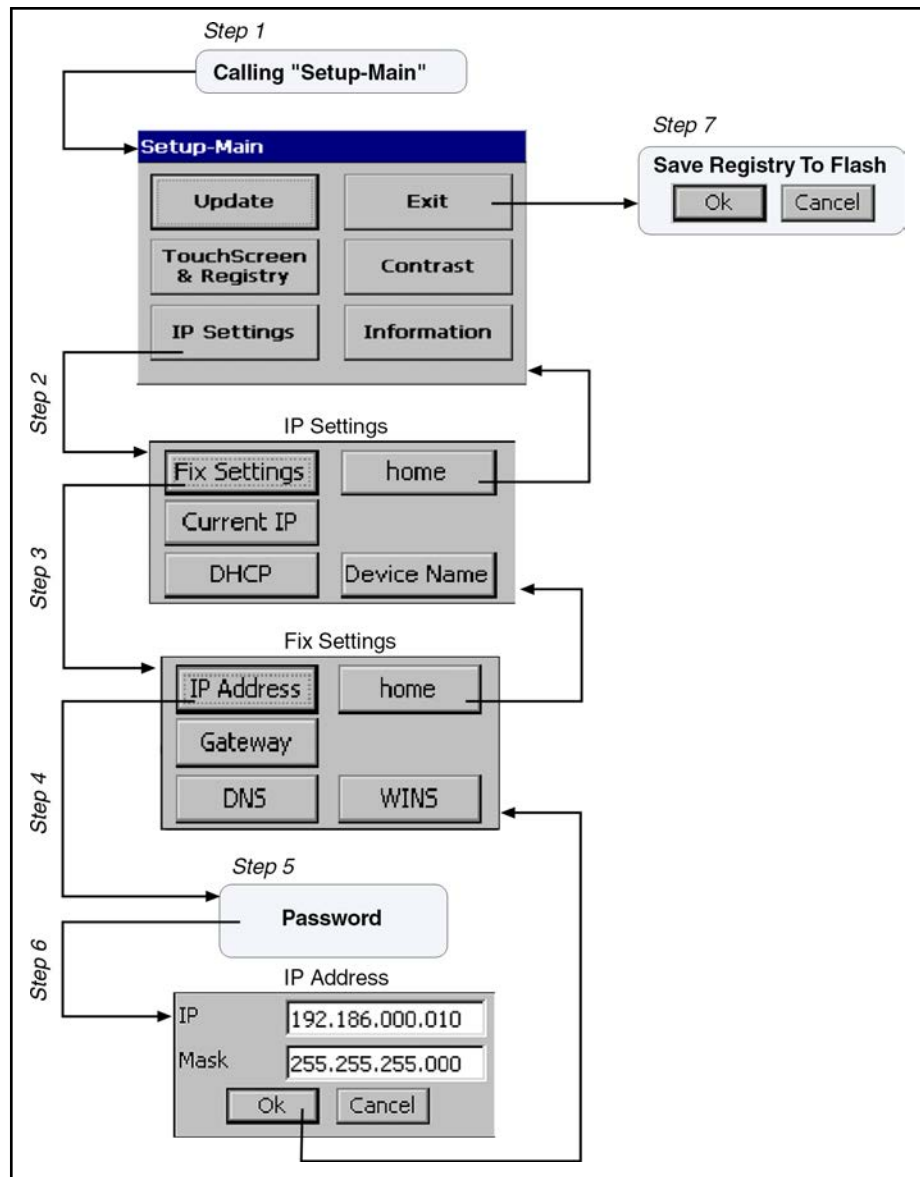 Step 1
Calling "Setup-Main"
Setup-Main
Update
Exit
TouchScreen
& Registry
Contrast
IP Settings
Information
Step 7
Save Registry To Flash
Ok
Cancel
Step 2
IP Settings
Fix Settings
home
Current IP
DHCP
Device Name
Step 3
Fix Settings
IP Address
home
Gateway
DNS
WINS
Step 4
Step 5
Password
Step 6
IP Address
IP
192.186.000.010
Mask
255.255.255.000
Ok
Cancel